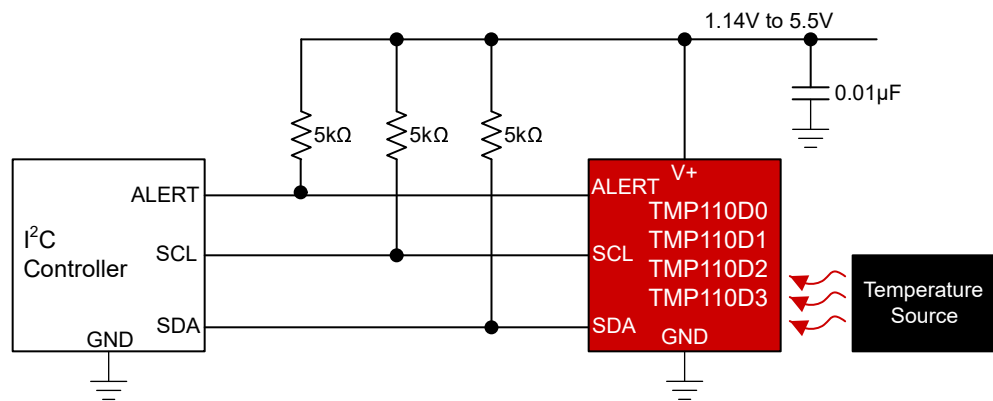 1.14V to 5.5V
0.01µF
5kΩ
5kΩ
5kΩ
I²C
Controller
ALERT
SCL
SDA
GND
V+
ALERT
TMP110D0
TMP110D1
TMP110D2
TMP110D3
SCL
SDA
GND
Temperature
Source